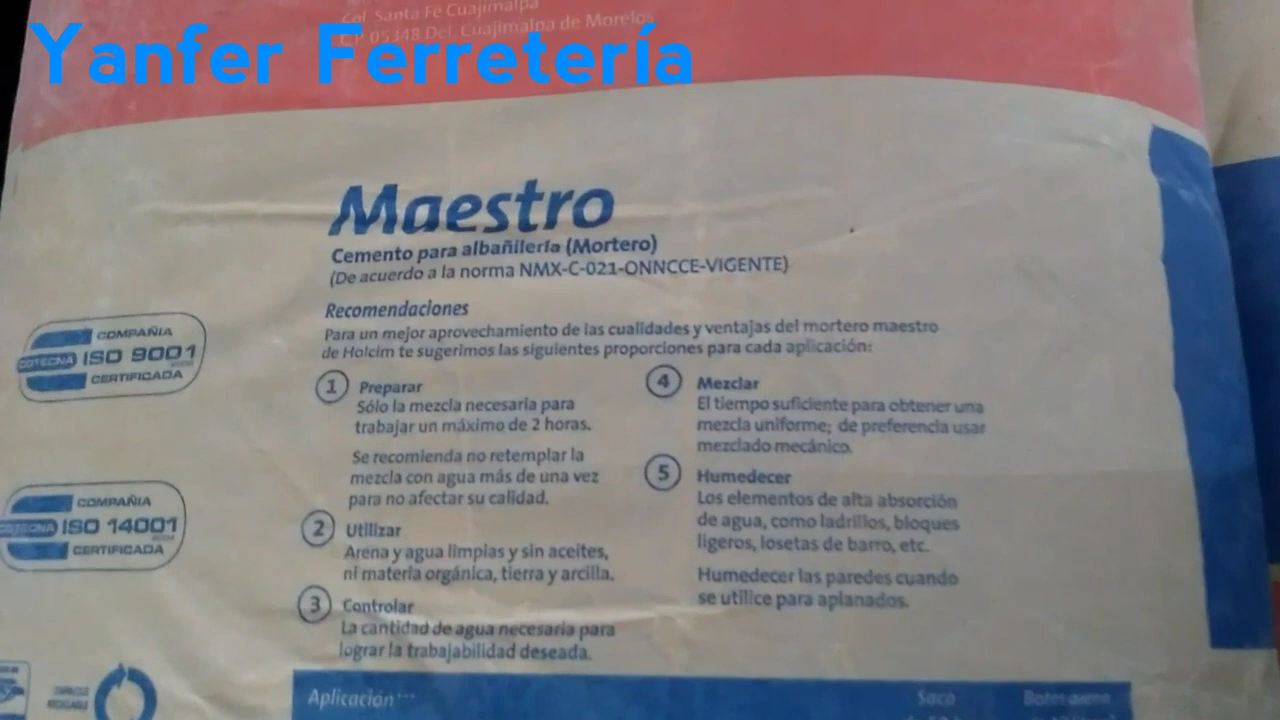 Col. Santa Fé Cuajimalpa
C.P 05348 Del. Cuajimalpa de Morelos
Yanfer Ferretería
Maestro
Cemento para albañilería (Mortero)
(De acuerdo a la norma NMX-C-021-ONNCCE-VIGENTE)
Recomendaciones
Para un mejor aprovechamiento de las cualidades y ventajas del mortero maestro
de Holcim te sugerimos las siguientes proporciones para cada aplicación:
COMPAÑIA
COTECNA ISO 9001
CERTIFICADA
COMPAÑIA
COTECNA ISO 14001
CERTIFICADA
1 Preparar
Sólo la mezcla necesaria para
trabajar un máximo de 2 horas.
Se recomienda no retemplar la
mezcla con agua más de una vez
para no afectar su calidad.
2 Utilizar
Arena y agua limpias y sin aceites,
ni materia orgánica, tierra y arcilla.
3 Controlar
La cantidad de agua necesaria para
lograr la trabajabilidad deseada.
4 Mezclar
El tiempo suficiente para obtener una
mezcla uniforme; de preferencia usar
mezclado mecánico.
5 Humedecer
Los elementos de alta absorción
de agua, como ladrillos, bloques
ligeros, losetas de barro, etc.
Humedecer las paredes cuando
se utilice para aplanados.
Aplicación*** Saco Botes